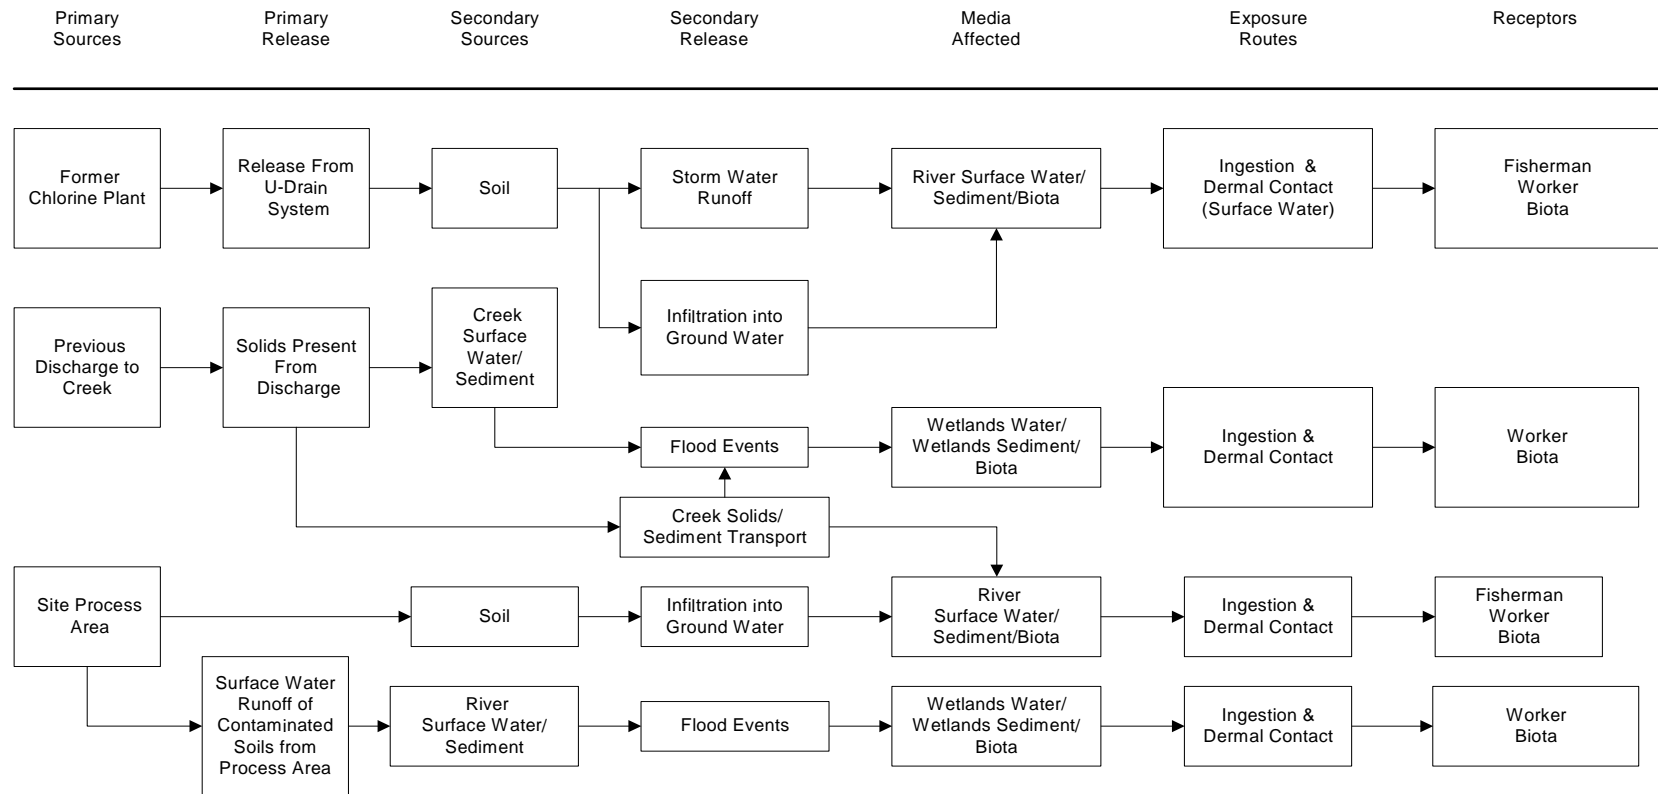 Primary
Sources
Primary
Release
Secondary
Sources
Secondary
Release
Media
Affected
Exposure
Routes
Receptors
Former
Chlorine Plant
Release From
U-Drain
System
Soil
Storm Water
Runoff
River Surface Water/
Sediment/Biota
Ingestion &
Dermal Contact
(Surface Water)
Fisherman
Worker
Biota
Infiltration into
Ground Water
Previous
Discharge to
Creek
Solids Present
From
Discharge
Creek
Surface
Water/
Sediment
Flood Events
Wetlands Water/
Wetlands Sediment/
Biota
Ingestion &
Dermal Contact
Worker
Biota
Creek Solids/
Sediment Transport
Site Process
Area
Soil
Infiltration into
Ground Water
River
Surface Water/
Sediment/Biota
Ingestion &
Dermal Contact
Fisherman
Worker
Biota
Surface Water
Runoff of
Contaminated
Soils from
Process Area
River
Surface Water/
Sediment
Flood Events
Wetlands Water/
Wetlands Sediment/
Biota
Ingestion &
Dermal Contact
Worker
Biota